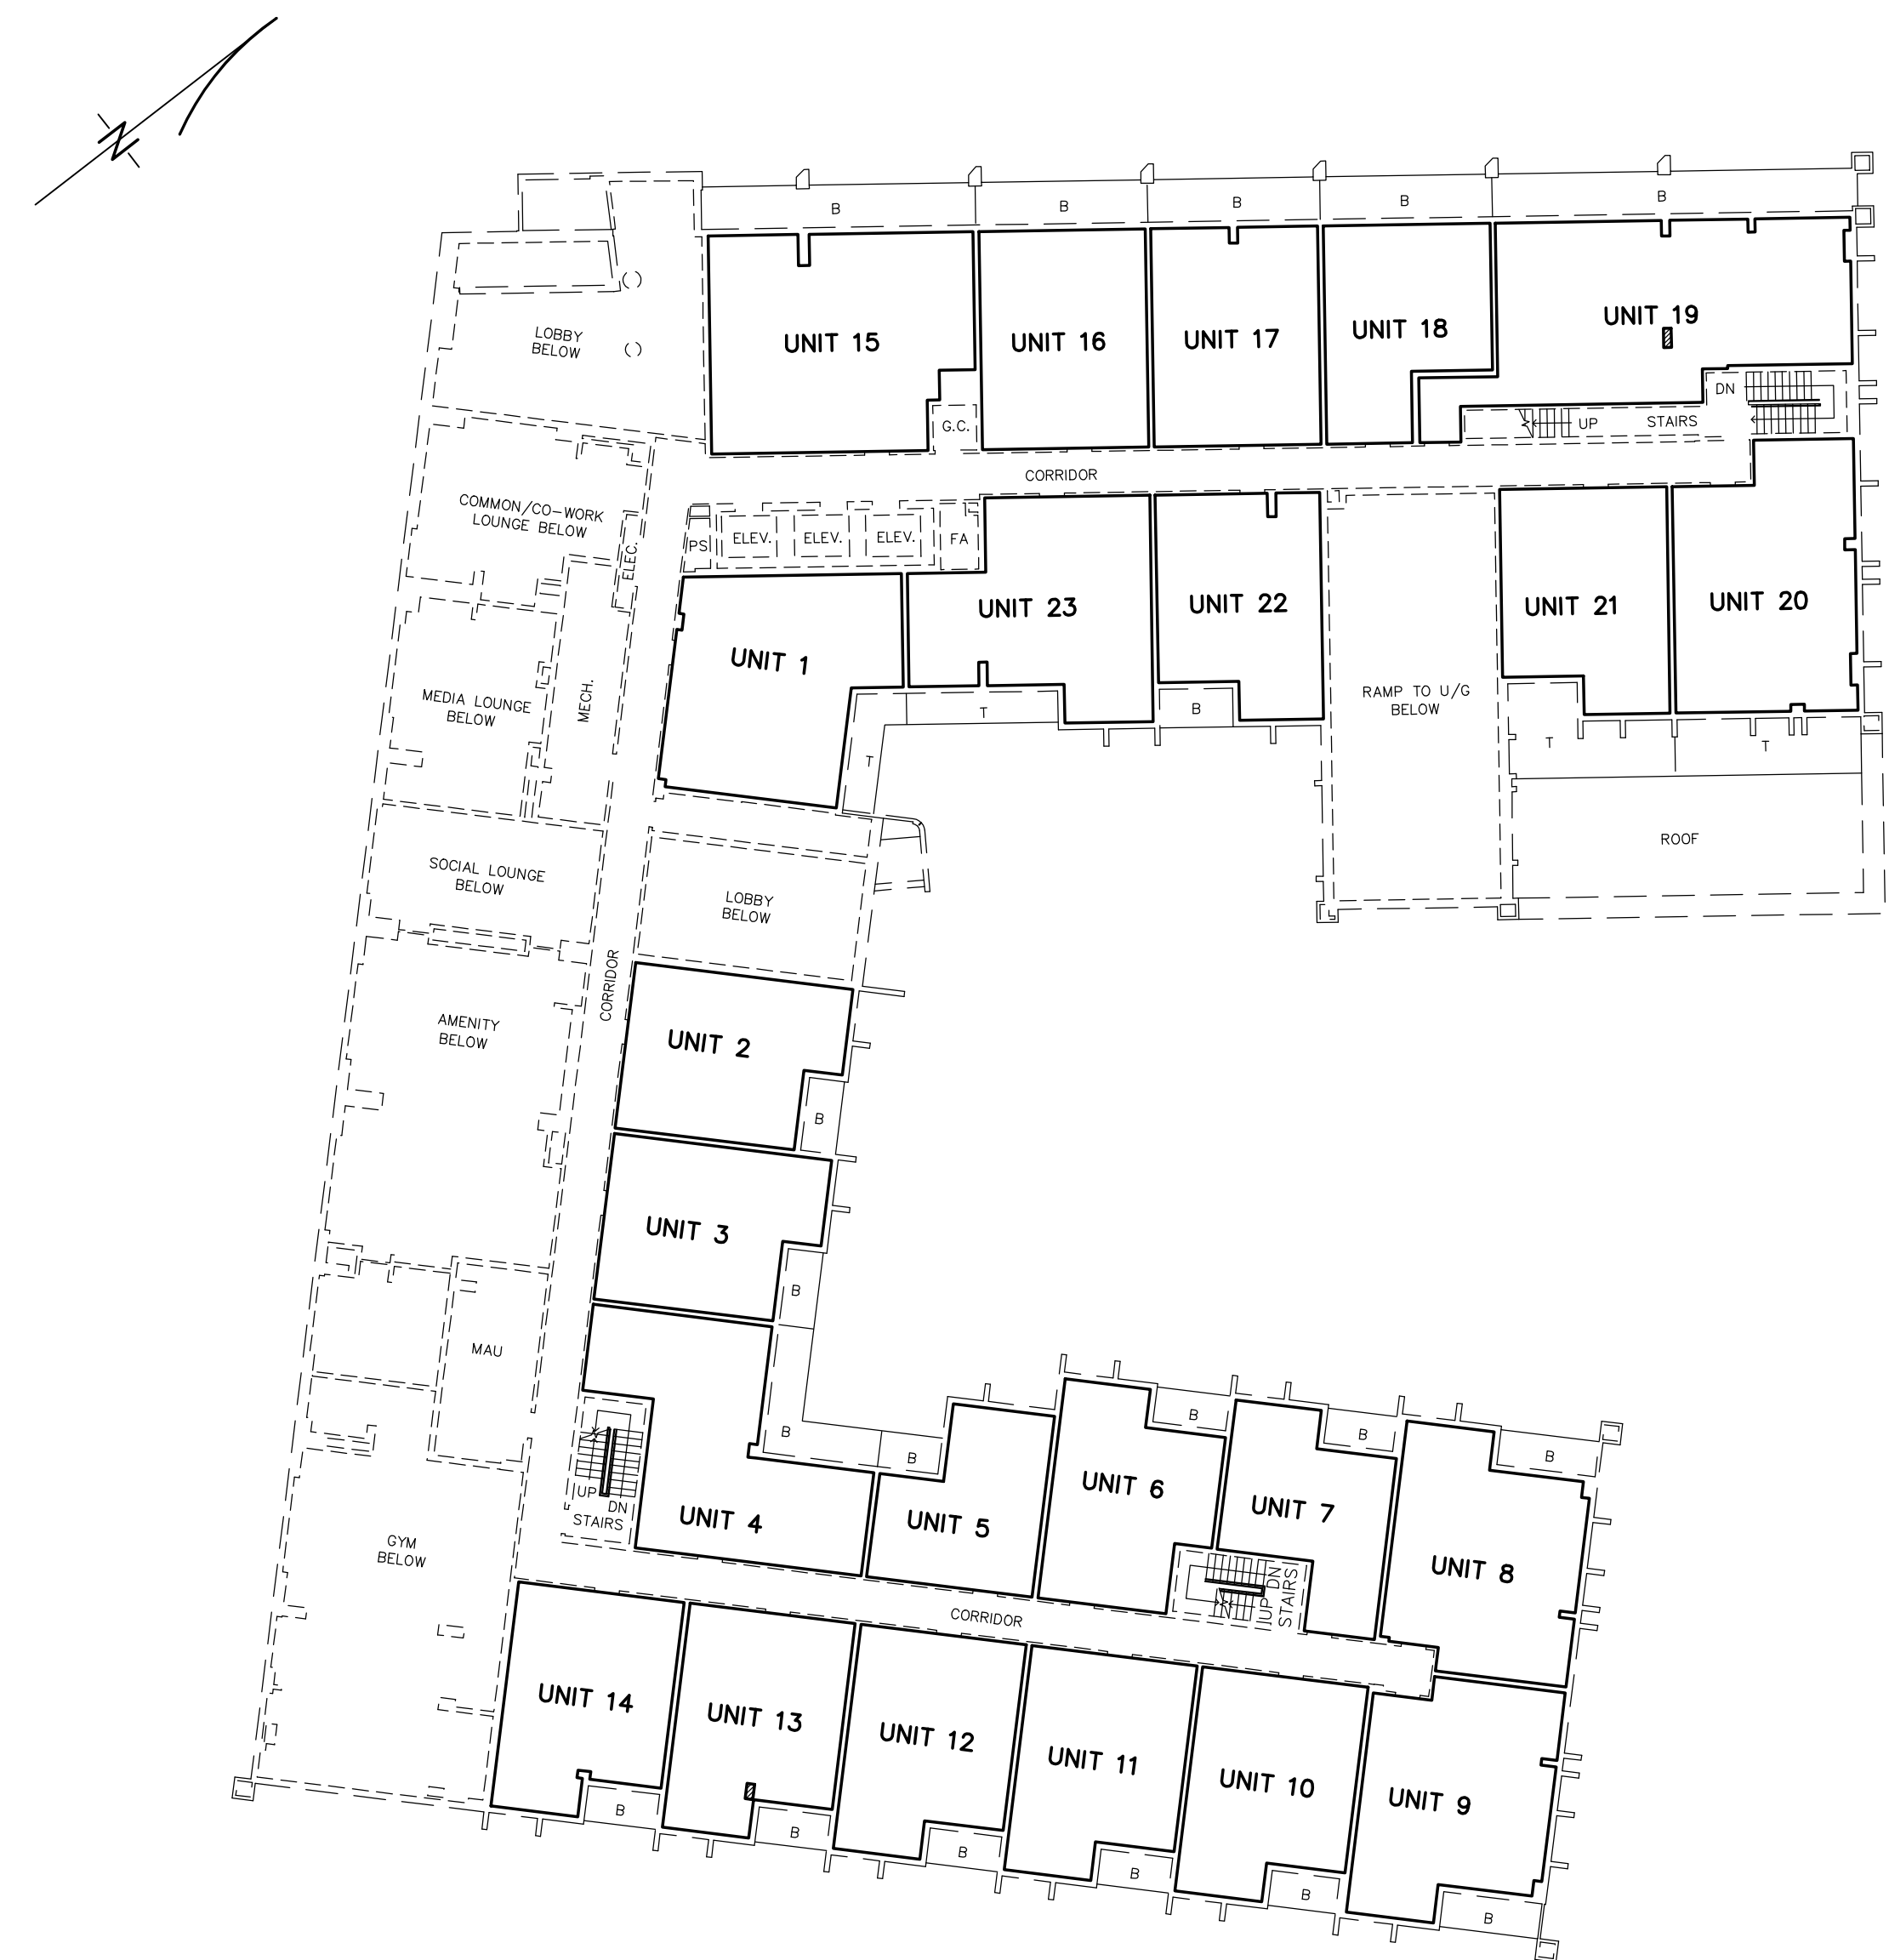 N
B
B
B
B
B
UNIT 15
UNIT 16
UNIT 17
UNIT 18
UNIT 19
LOBBY
BELOW
G.C.
DN
UP
STAIRS
CORRIDOR
COMMON/CO-WORK
LOUNGE BELOW
ELEC.
PS
ELEV.
ELEV.
ELEV.
FA
UNIT 1
UNIT 23
UNIT 22
UNIT 21
UNIT 20
MEDIA LOUNGE
BELOW
MECH.
RAMP TO U/G
BELOW
T
T
B
T
T
ROOF
SOCIAL LOUNGE
BELOW
LOBBY
BELOW
CORRIDOR
AMENITY
BELOW
UNIT 2
B
UNIT 3
B
MAU
B
B
B
B
B
UP
DN
STAIRS
UNIT 4
UNIT 5
UNIT 6
UNIT 7
UNIT 8
GYM
BELOW
UP
DN
STAIRS
CORRIDOR
UNIT 14
UNIT 13
UNIT 12
UNIT 11
UNIT 10
UNIT 9
B
B
B
B
B
B